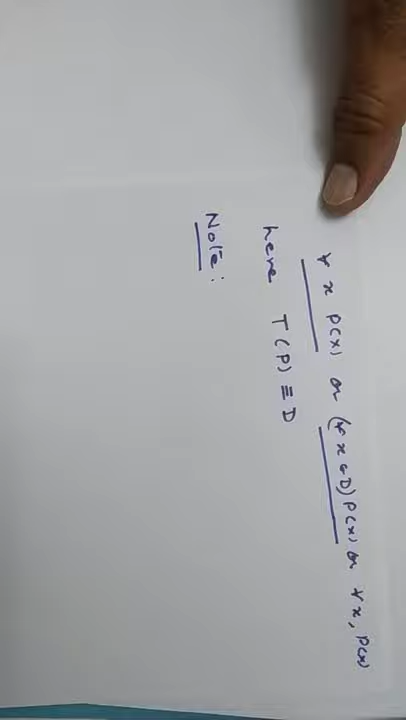 ∀ x P(x) or (∀ x ∈ D) P(x) or ∀ x, P(x)
here T(P) ≡ D
Note: